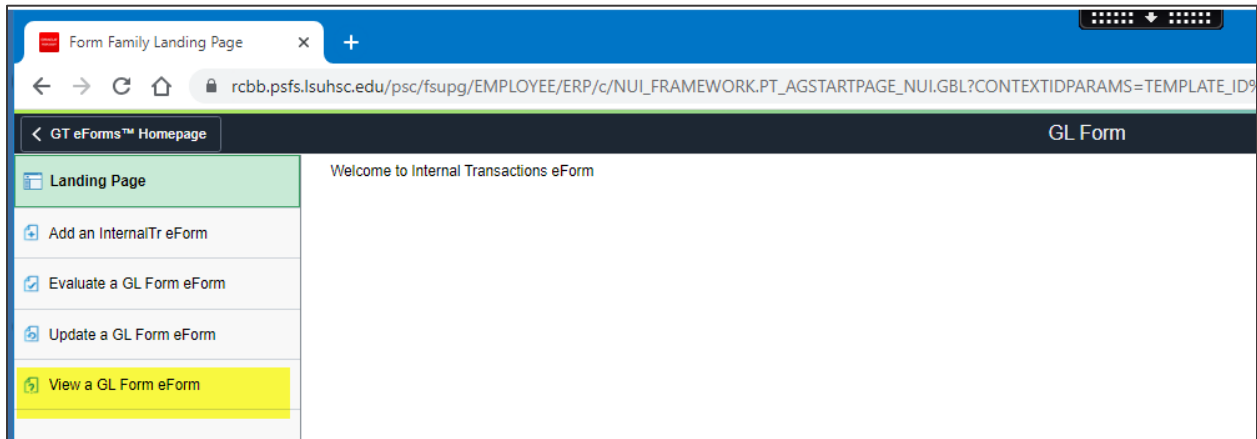 Form Family Landing Page
rcbb.psfs.lsuhsc.edu/psc/fsupg/EMPLOYEE/ERP/c/NUI_FRAMEWORK.PT_AGSTARTPAGE_NUI.GBL?CONTEXTIDPARAMS=TEMPLATE_ID%
GT eForms™ Homepage
GL Form
Landing Page
Welcome to Internal Transactions eForm
Add an InternalTr eForm
Evaluate a GL Form eForm
Update a GL Form eForm
View a GL Form eForm